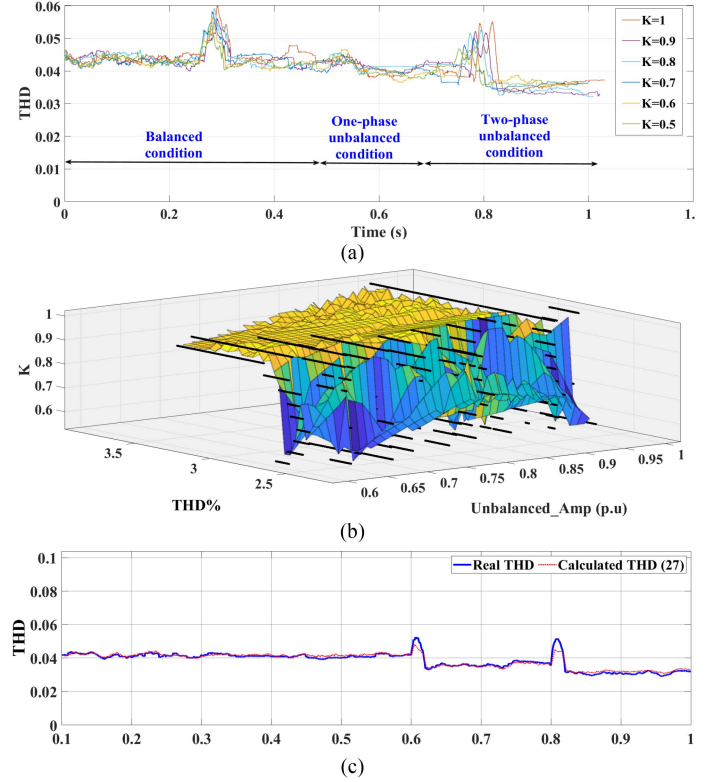 0.06
0.05
0.04
0.03
0.02
0.01
0
THD
K=1
K=0.9
K=0.8
K=0.7
K=0.6
K=0.5
Balanced
condition
One-phase
unbalanced
condition
Two-phase
unbalanced
condition
0 0.2 0.4 0.6 0.8 1 1.
Time (s)
(a)
1
0.9
0.8
0.7
0.6
K
3.5 3 2.5
THD%
0.6 0.65 0.7 0.75 0.8 0.85 0.9 0.95 1
Unbalanced_Amp (p.u)
(b)
0.1
0.08
0.06
0.04
0.02
0
THD
Real THD Calculated THD (27)
0.1 0.2 0.3 0.4 0.5 0.6 0.7 0.8 0.9 1
(c)